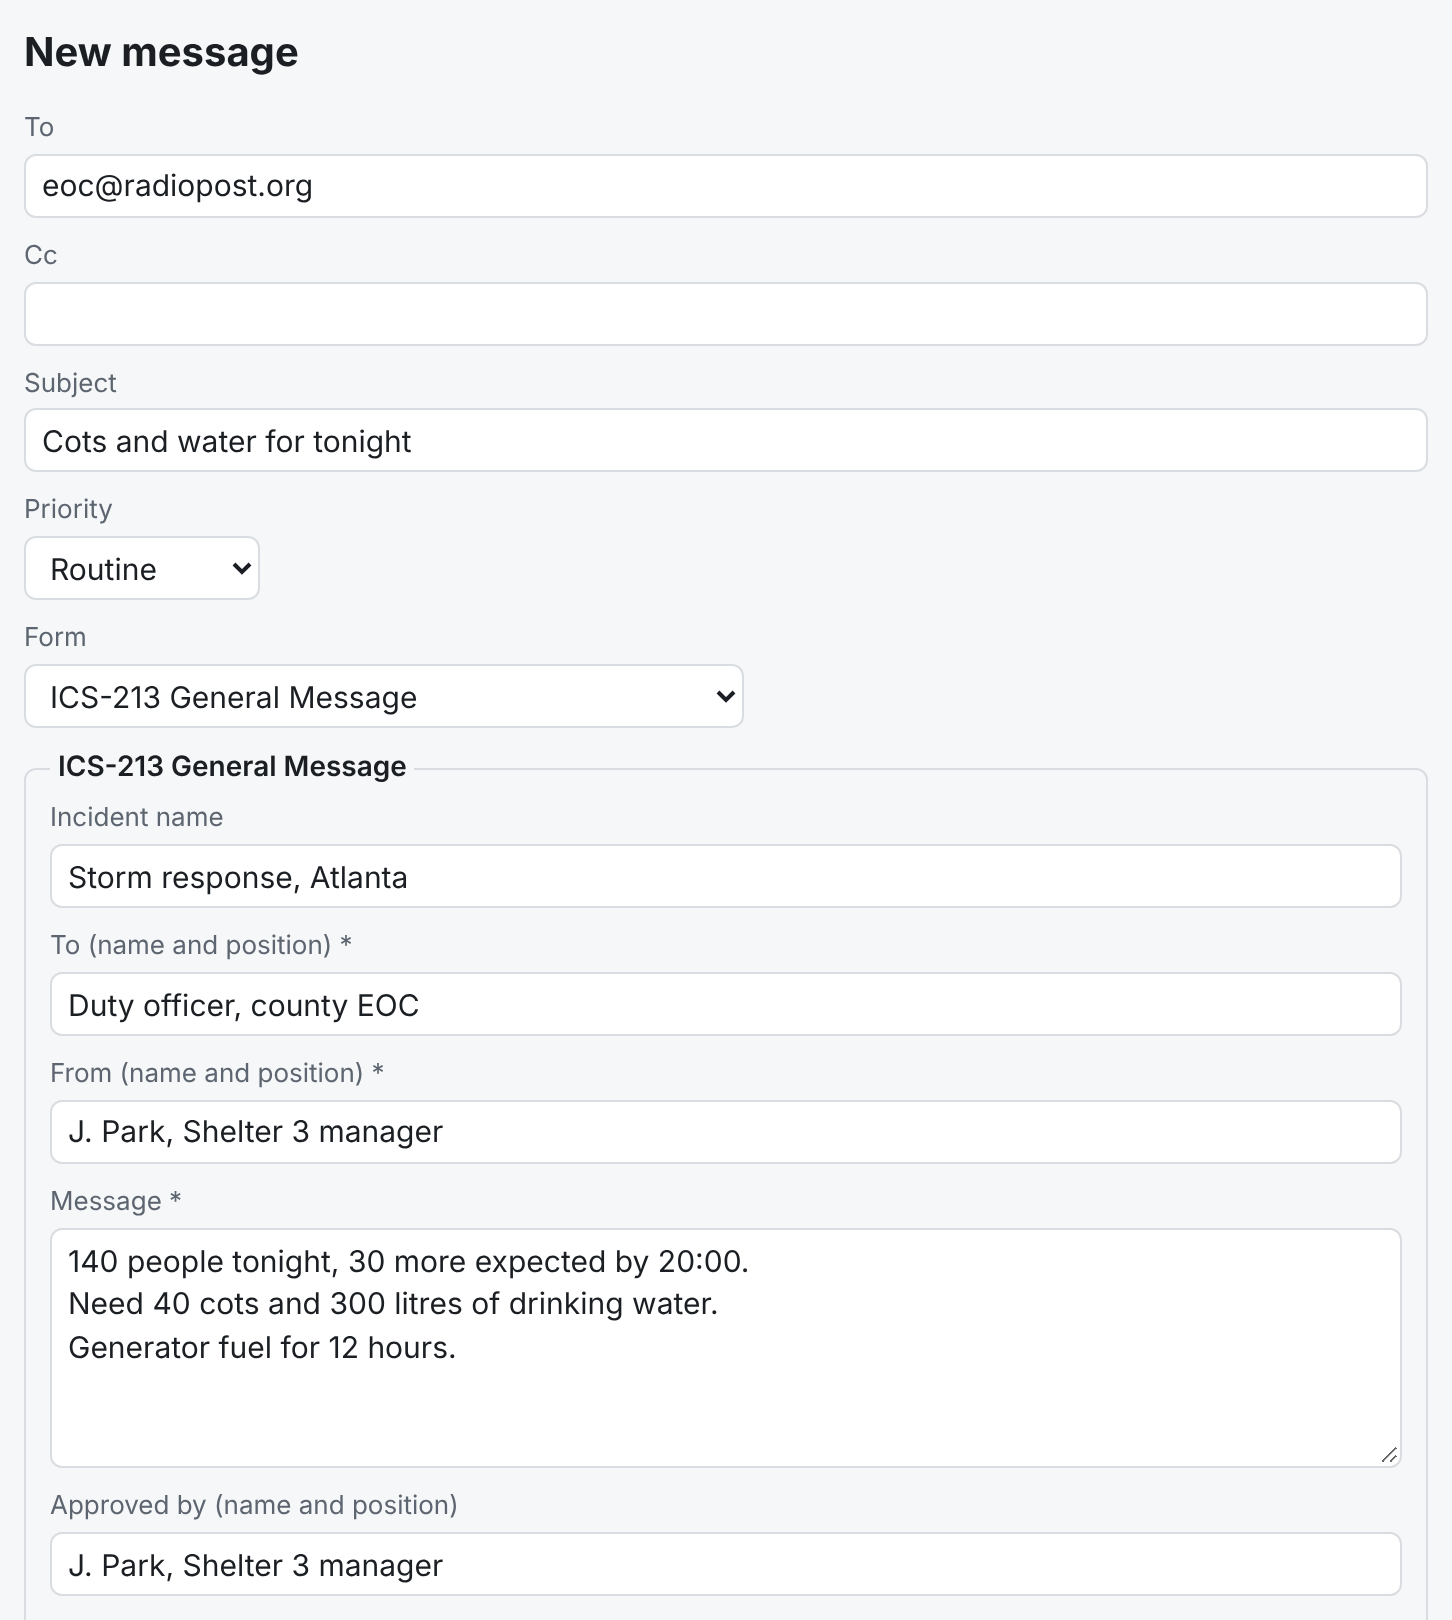 New message
To
eoc@radiopost.org
Cc
Subject
Cots and water for tonight
Priority
Routine
Form
ICS-213 General Message
ICS-213 General Message
Incident name
Storm response, Atlanta
To (name and position) *
Duty officer, county EOC
From (name and position) *
J. Park, Shelter 3 manager
Message *
140 people tonight, 30 more expected by 20:00.
Need 40 cots and 300 litres of drinking water.
Generator fuel for 12 hours.
Approved by (name and position)
J. Park, Shelter 3 manager